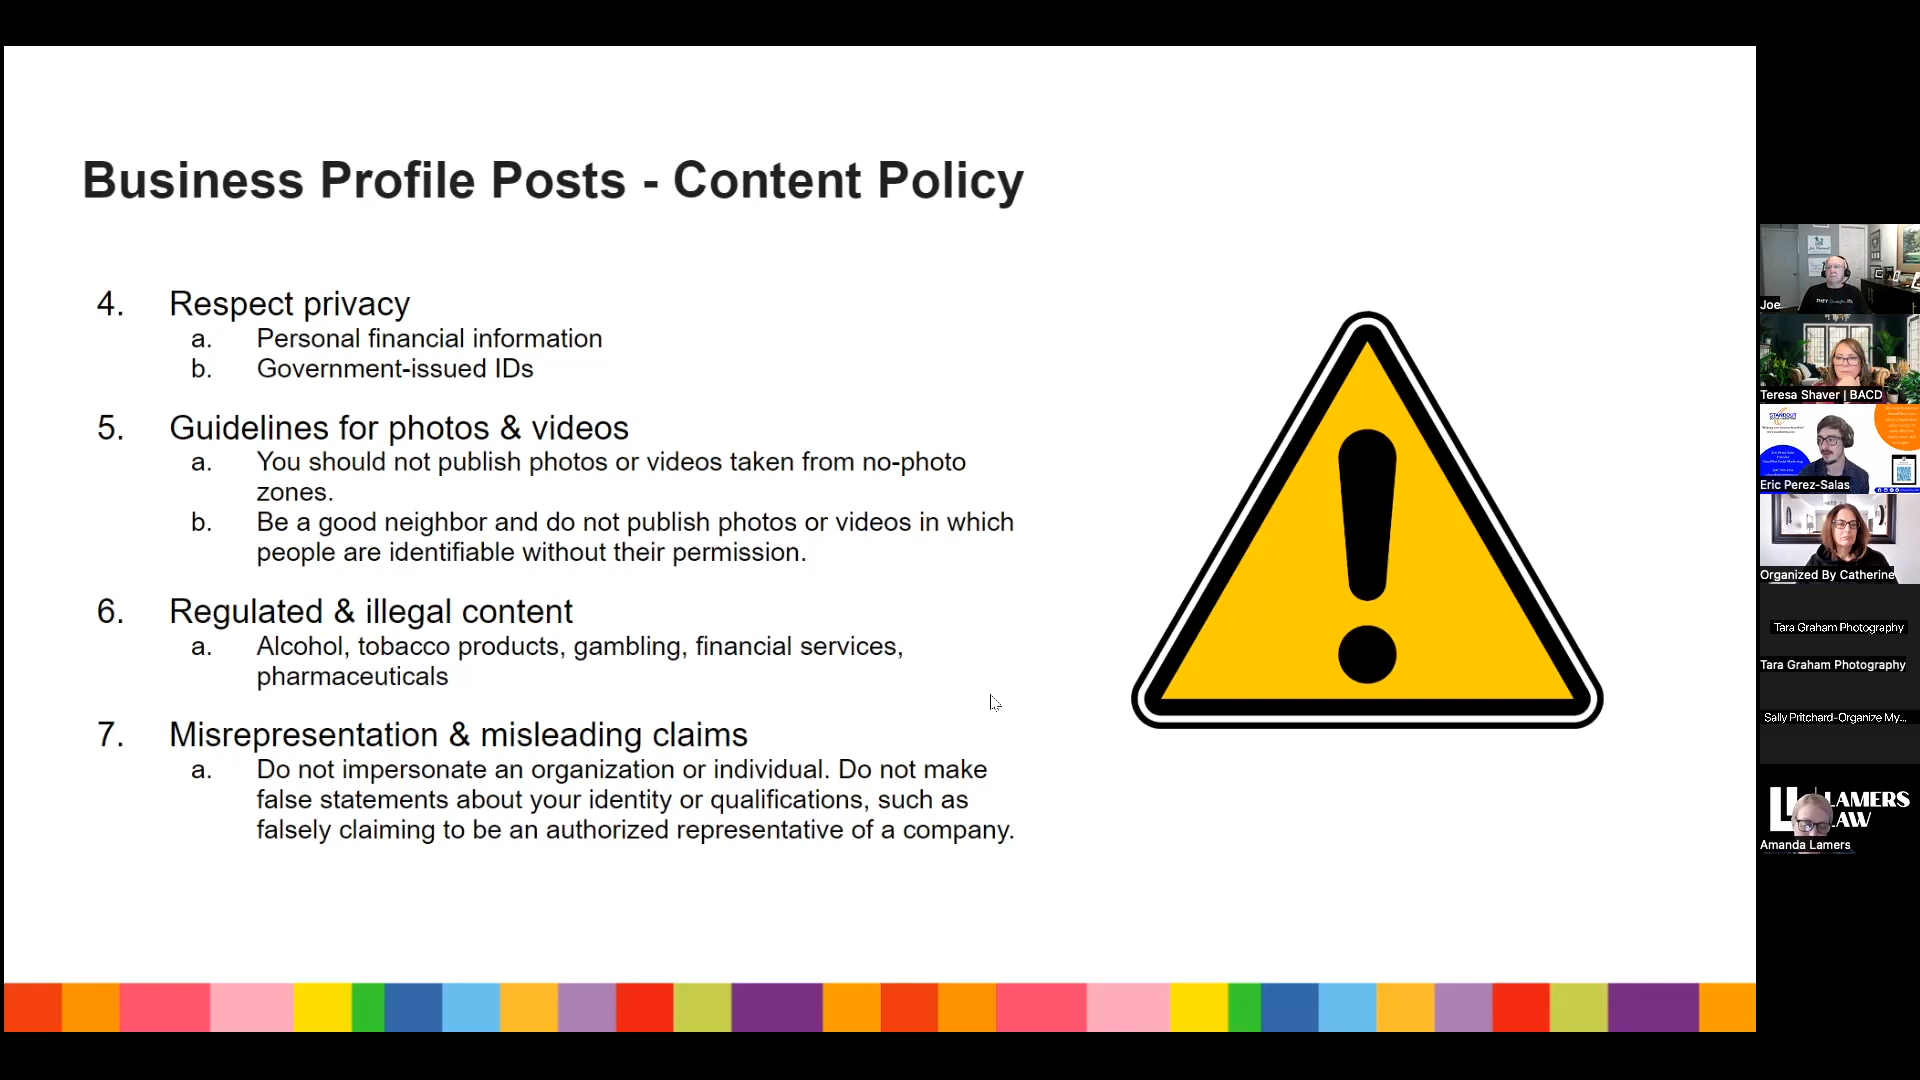 Business Profile Posts - Content Policy
4. Respect privacy
a. Personal financial information
b. Government-issued IDs
5. Guidelines for photos & videos
a. You should not publish photos or videos taken from no-photo
zones.
b. Be a good neighbor and do not publish photos or videos in which
people are identifiable without their permission.
6. Regulated & illegal content
a. Alcohol, tobacco products, gambling, financial services,
pharmaceuticals
7. Misrepresentation & misleading claims
a. Do not impersonate an organization or individual. Do not make
false statements about your identity or qualifications, such as
falsely claiming to be an authorized representative of a company.
Joe
Teresa Shaver | BACD
STANDOUT
Eric Perez-Salas
Organized By Catherine
Tara Graham Photography
Tara Graham Photography
Sally Pritchard-Organize My...
LAMERS
LAW
Amanda Lamers